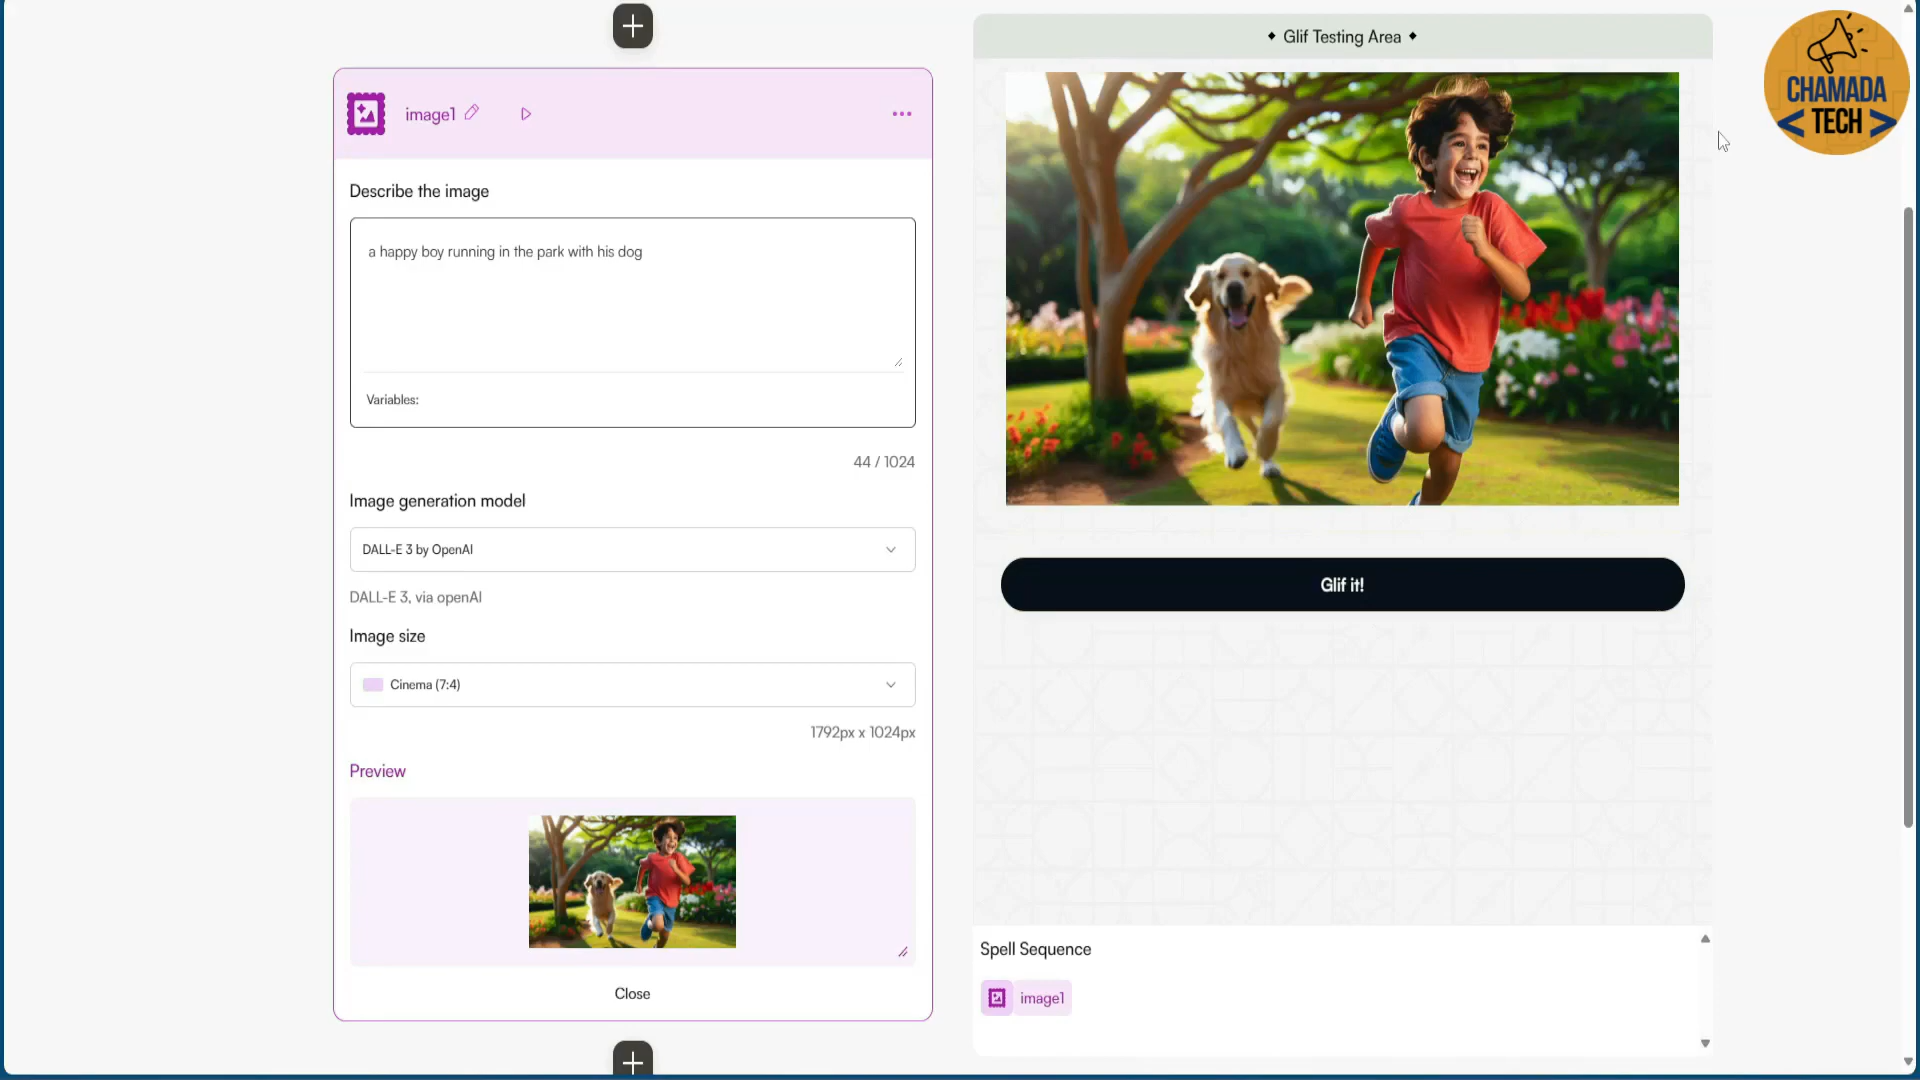 image1
Describe the image
a happy boy running in the park with his dog
Variables:
44 / 1024
Image generation model
DALL-E 3 by OpenAI
DALL-E 3, via openAI
Image size
Cinema (7:4)
1792px x 1024px
Preview
Close
Glif Testing Area
Glif it!
Spell Sequence
image1
CHAMADA
< TECH >